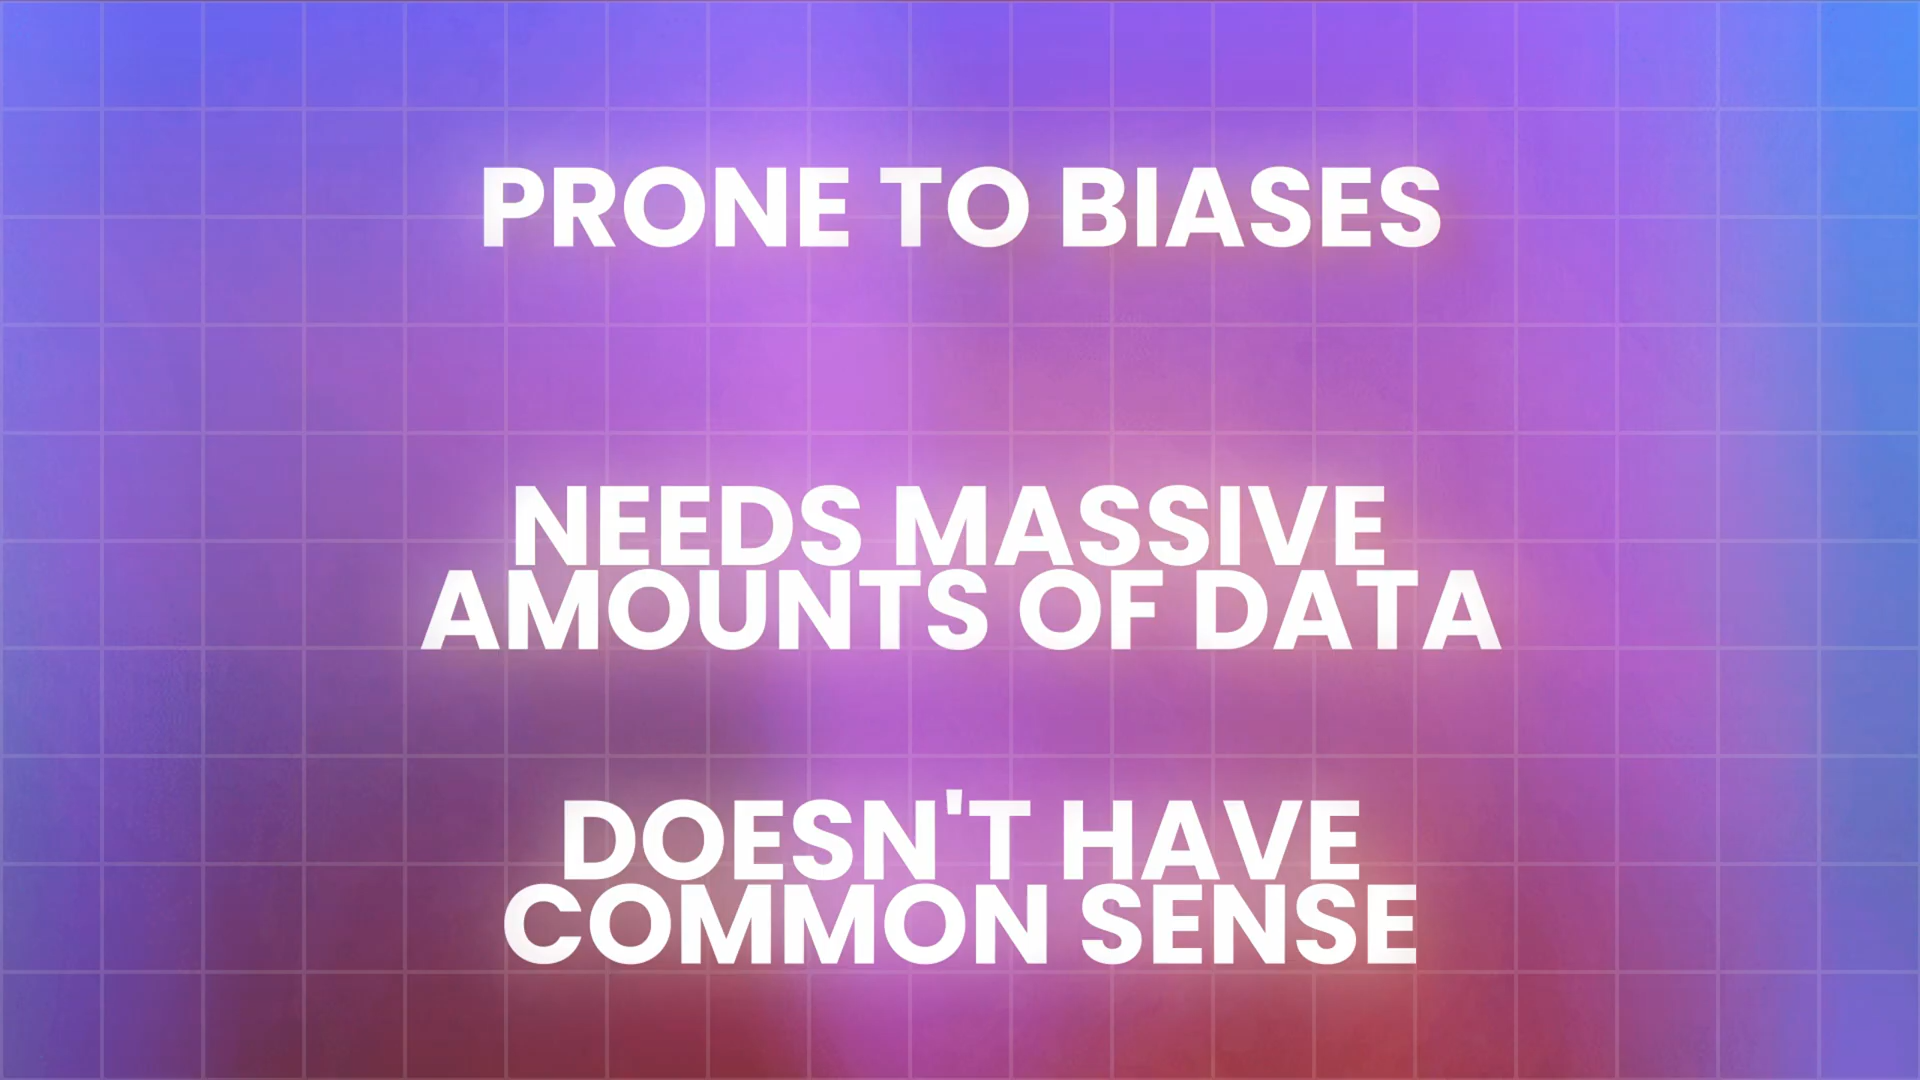 PRONE TO BIASES
NEEDS MASSIVE
AMOUNTS OF DATA
DOESN'T HAVE
COMMON SENSE